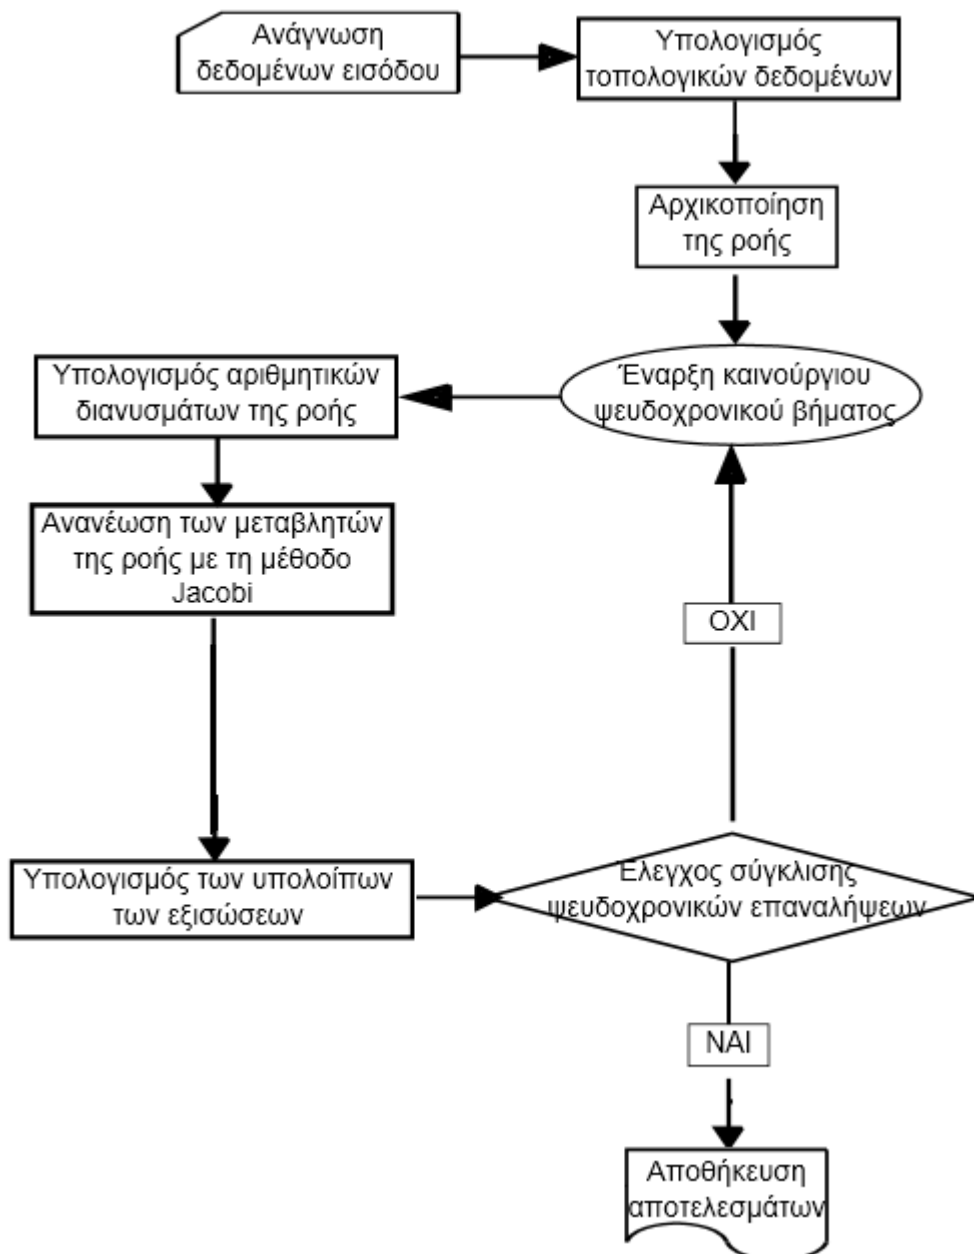 Ανάγνωση
δεδομένων εισόδου
Υπολογισμός
τοπολογικών δεδομένων
Αρχικοποίηση
της ροής
Έναρξη καινούργιου
ψευδοχρονικού βήματος
Υπολογισμός αριθμητικών
διανυσμάτων της ροής
Ανανέωση των μεταβλητών
της ροής με τη μέθοδο
Jacobi
Υπολογισμός των υπολοίπων
των εξισώσεων
Έλεγχος σύγκλισης
ψευδοχρονικών επαναλήψεων
ΟΧΙ
ΝΑΙ
Αποθήκευση
αποτελεσμάτων